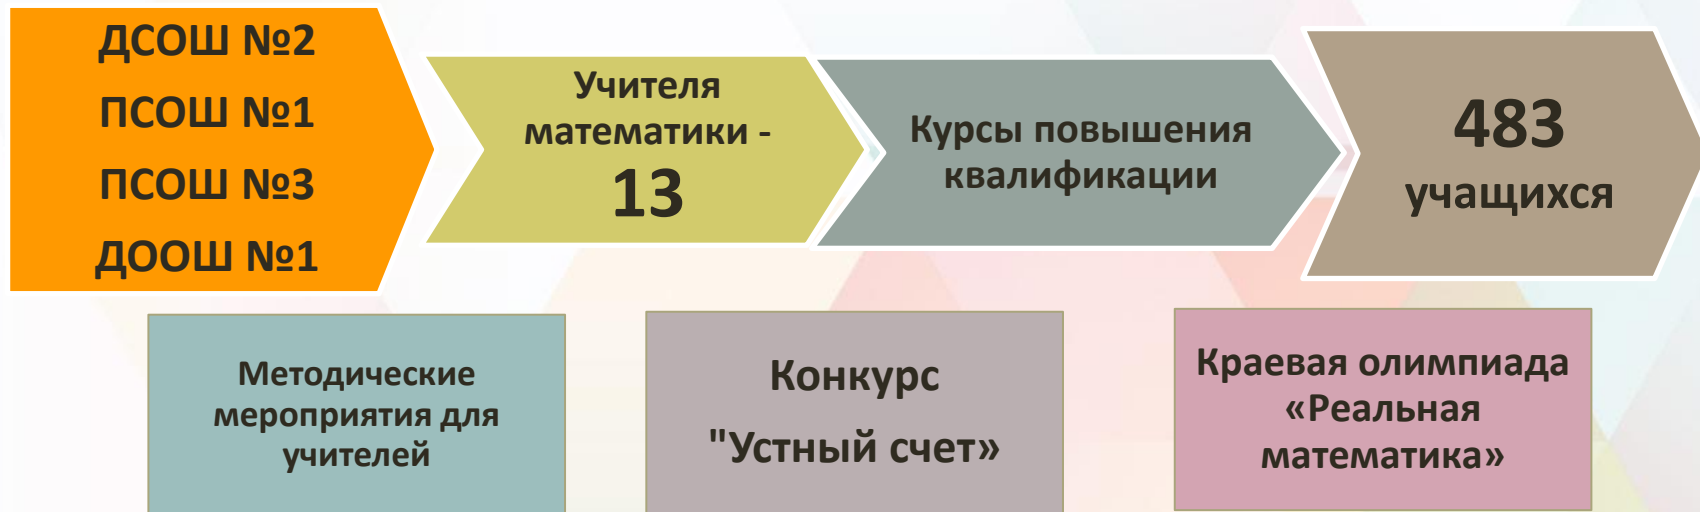 ДСОШ №2
ПСОШ №1
ПСОШ №3
ДООШ №1
Учителя
математики -
13
Курсы повышения
квалификации
483
учащихся
Методические
мероприятия для
учителей
Конкурс
"Устный счет»
Краевая олимпиада
«Реальная
математика»